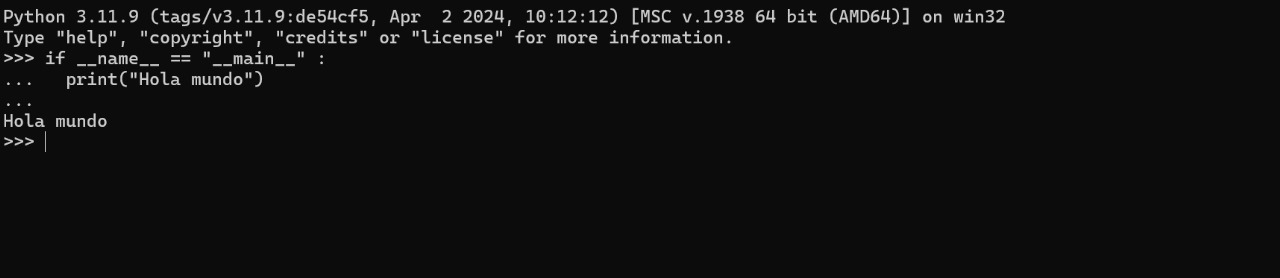 Python 3.11.9 (tags/v3.11.9:de54cf5, Apr  2 2024, 10:12:12) [MSC v.1938 64 bit (AMD64)] on win32
Type "help", "copyright", "credits" or "license" for more information.
>>> if __name__ == "__main__" :
...   print("Hola mundo")
...
Hola mundo
>>>